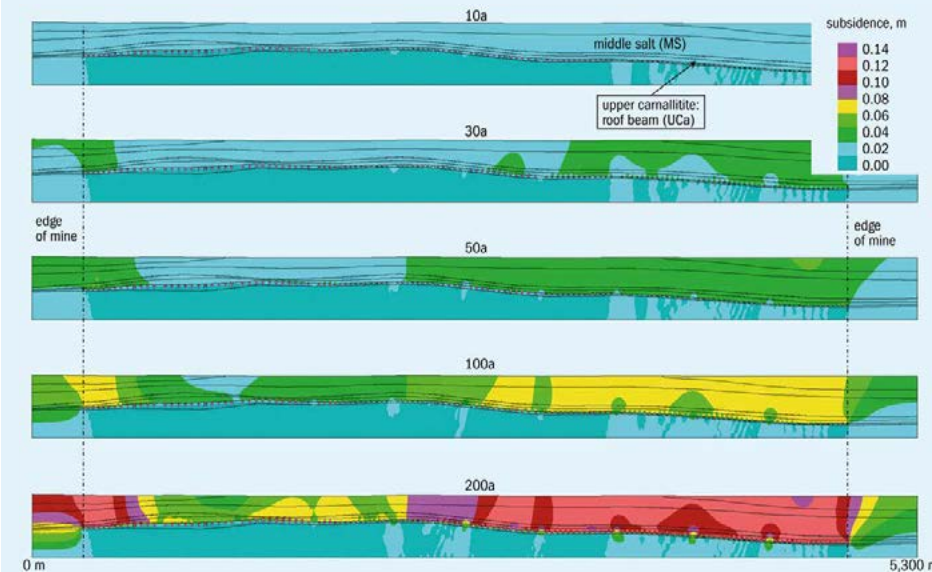 10a
subsidence, m
middle salt (MS)
upper carnallitite:
roof beam (UCa)
0.14
0.12
0.10
0.08
0.06
0.04
0.02
0.00
30a
edge
of mine
edge
of mine
50a
100a
200a
0 m
5,300 m